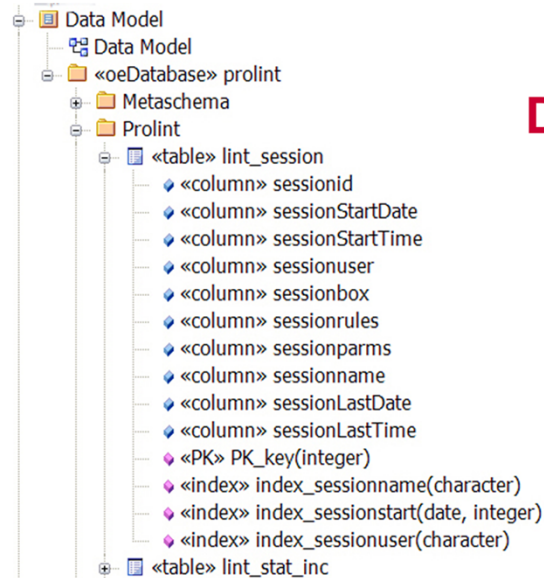 Data Model
Data Model
«oeDatabase» prolint
Metaschema
Prolint
«table» lint_session
«column» sessionid
«column» sessionStartDate
«column» sessionStartTime
«column» sessionuser
«column» sessionbox
«column» sessionrules
«column» sessionparms
«column» sessionname
«column» sessionLastDate
«column» sessionLastTime
«PK» PK_key(integer)
«index» index_sessionname(character)
«index» index_sessionstart(date, integer)
«index» index_sessionuser(character)
«table» lint_stat_inc